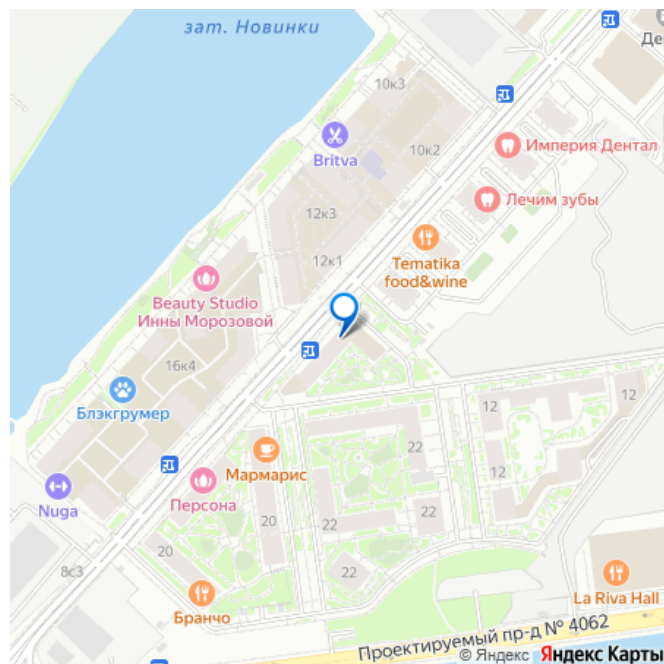 зат. Новинки
Де
10к3
Britva
10к2
Империя Дентал
Лечим зубы
12к3
Tematika
food&wine
12к1
Beauty Studio
Инны Морозовой
16к4
Блэкгрумер
12
12
22
Мармарис
22
12
Nuga
Персона
20
22
22
20
8с3
22
Бранчо
La Riva Hall
Проектируемый пр-д № 4062
© Яндекс Яндекс Карты